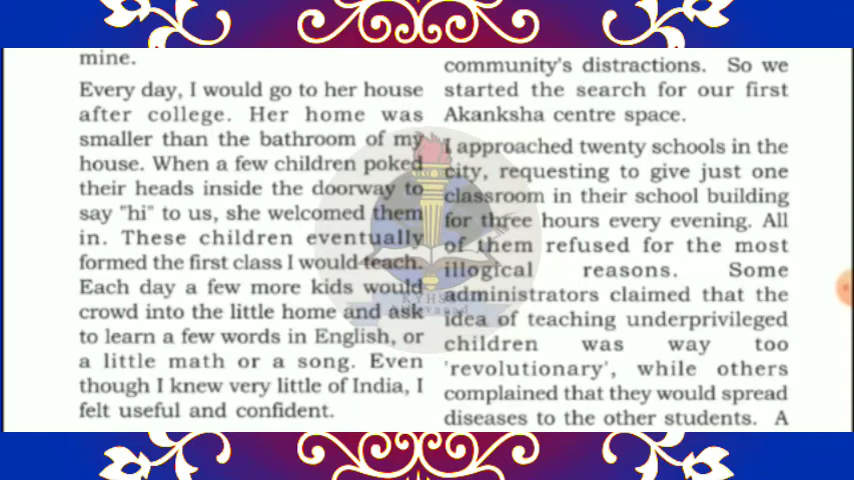 mine.
Every day, I would go to her house
after college. Her home was
smaller than the bathroom of my
house. When a few children poked
their heads inside the doorway to
say "hi" to us, she welcomed them
in. These children eventually
formed the first class I would teach.
Each day a few more kids would
crowd into the little home and ask
to learn a few words in English, or
a little math or a song. Even
though I knew very little of India, I
felt useful and confident.
community's distractions. So we
started the search for our first
Akanksha centre space.
I approached twenty schools in the
city, requesting to give just one
classroom in their school building
for three hours every evening. All
of them refused for the most
illogical reasons. Some
administrators claimed that the
idea of teaching underprivileged
children was way too
'revolutionary', while others
complained that they would spread
diseases to the other students. A